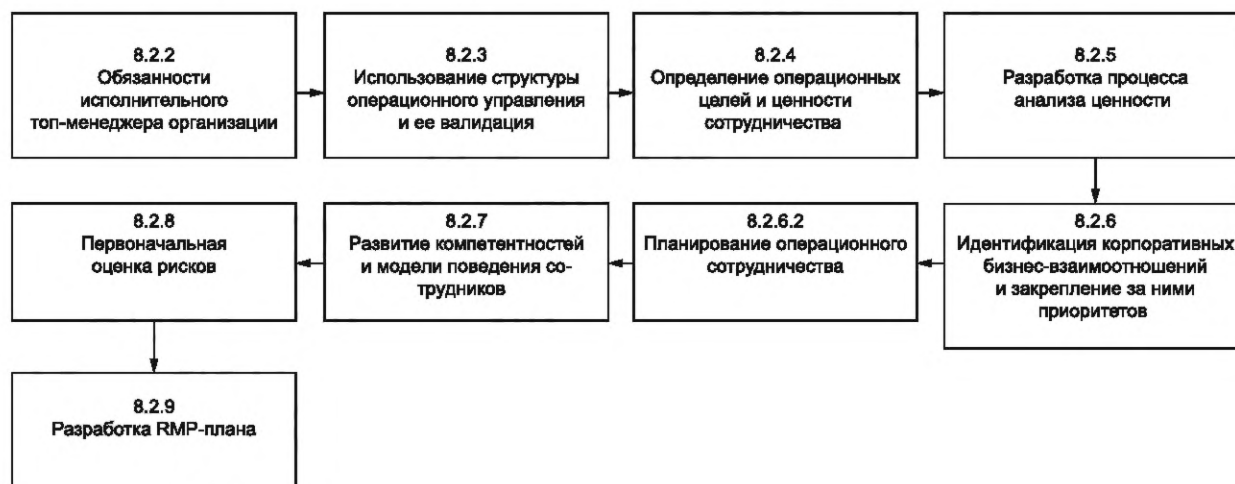 8.2.2
Обязанности
исполнительного
топ-менеджера организации
8.2.3
Использование структуры
операционного управления
и ее валидация
8.2.4
Определение операционных
целей и ценности
сотрудничества
8.2.5
Разработка процесса
анализа ценности
8.2.6
Идентификация корпоративных
бизнес-взаимоотношений
и закрепление за ними
приоритетов
8.2.6.2
Планирование операционного
сотрудничества
8.2.7
Развитие компетентностей
и модели поведения со-
трудников
8.2.8
Первоначальная
оценка рисков
8.2.9
Разработка RMP-плана